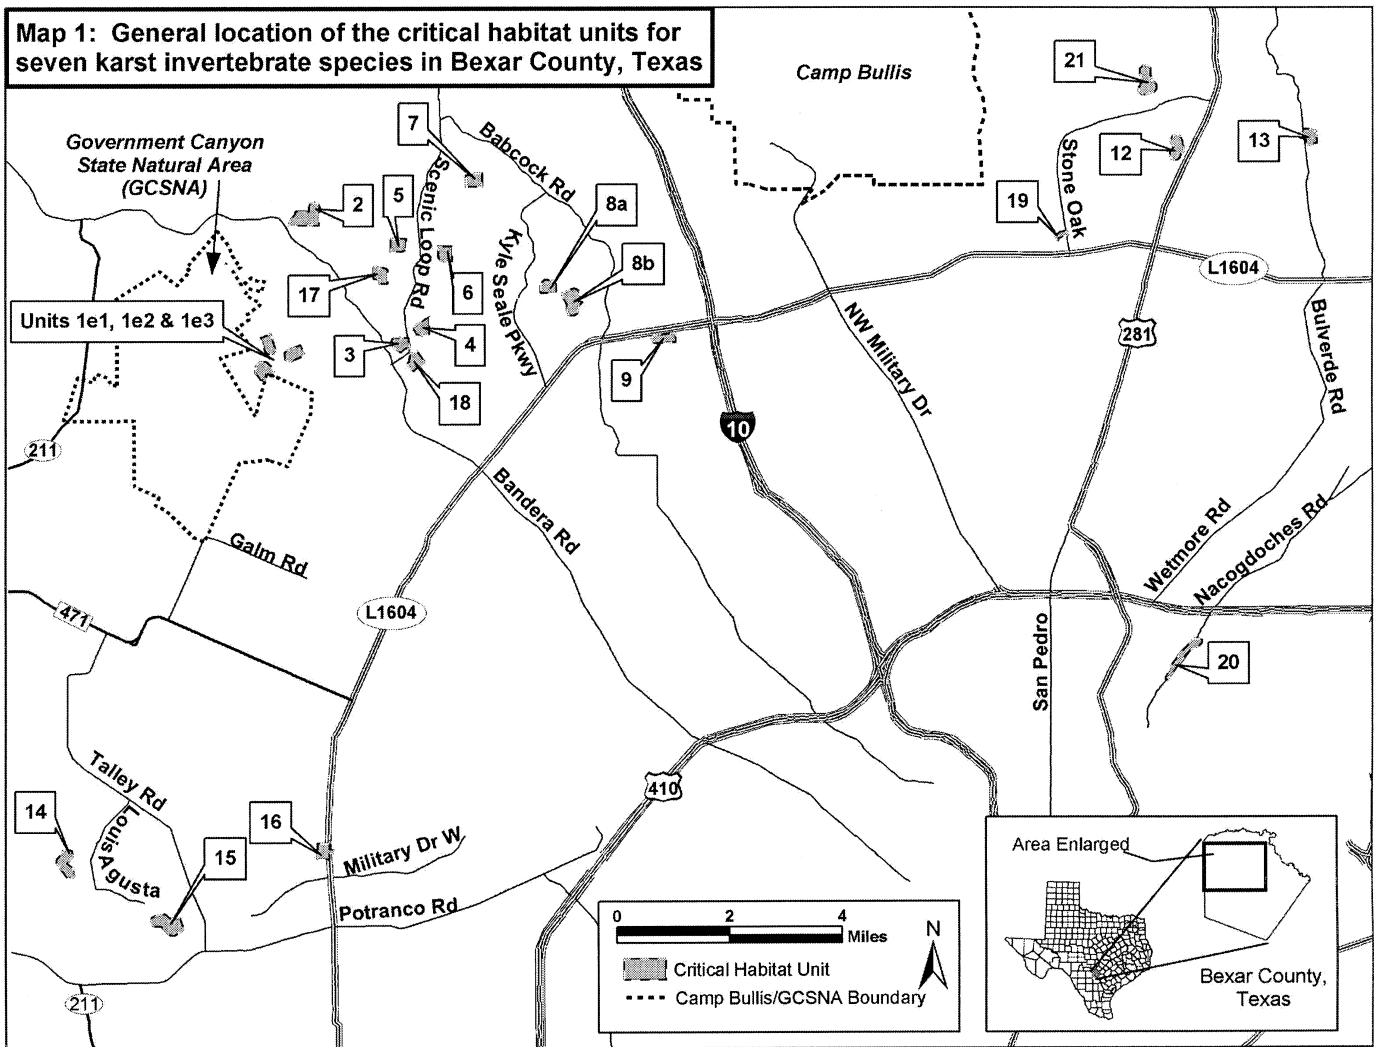 Map 1: General location of the critical habitat units for
seven karst invertebrate species in Bexar County, Texas
Camp Bullis
21
7
Babcock Rd
Government Canyon
State Natural Area
(GCSNA)
12
13
Stone Oak
Scenic Loop Rd
2
5
8a
19
Kyle Seale Pkwy
8b
17
6
L1604
Units 1e1, 1e2 & 1e3
NW Military Dr
Bulverde Rd
281
3
4
9
18
10
211
Bandera Rd
Wetmore Rd
Nacogdoches Rd
Galm Rd
471
L1604
San Pedro
20
Talley Rd
410
14
Louis Agusta
16
15
Military Dr W
Potranco Rd
211
0 2 4
Miles
N
Critical Habitat Unit
Camp Bullis/GCSNA Boundary
Area Enlarged
Bexar County,
Texas